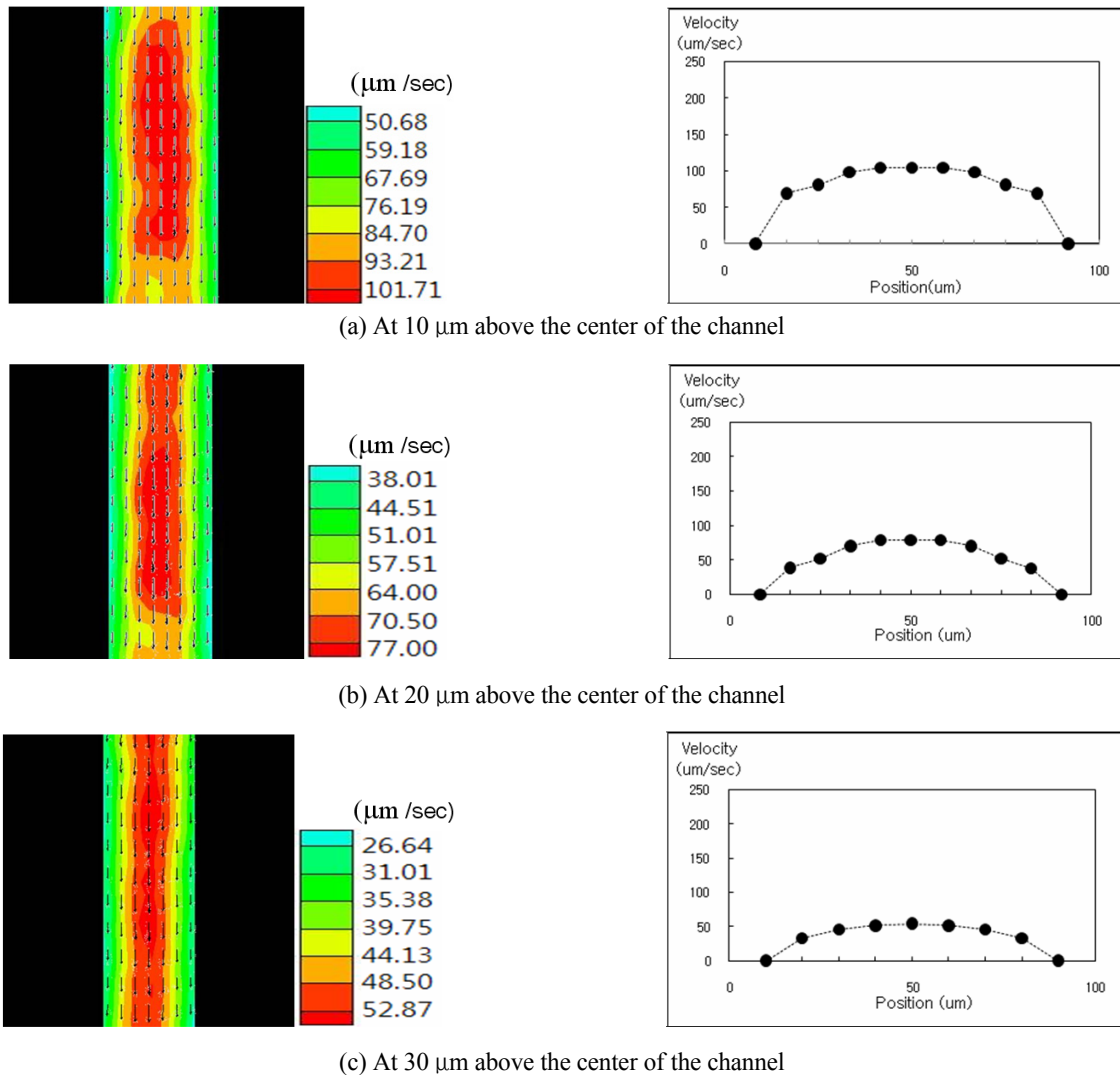 (μm /sec)
50.68
59.18
67.69
76.19
84.70
93.21
101.71
Velocity
(um/sec)
250
200
150
100
50
0
0 50 100
Position(um)
(a) At 10 μm above the center of the channel
(μm /sec)
38.01
44.51
51.01
57.51
64.00
70.50
77.00
Velocity
(um/sec)
250
200
150
100
50
0
0 50 100
Position (um)
(b) At 20 μm above the center of the channel
(μm /sec)
26.64
31.01
35.38
39.75
44.13
48.50
52.87
Velocity
(um/sec)
250
200
150
100
50
0
0 50 100
Position (um)
(c) At 30 μm above the center of the channel